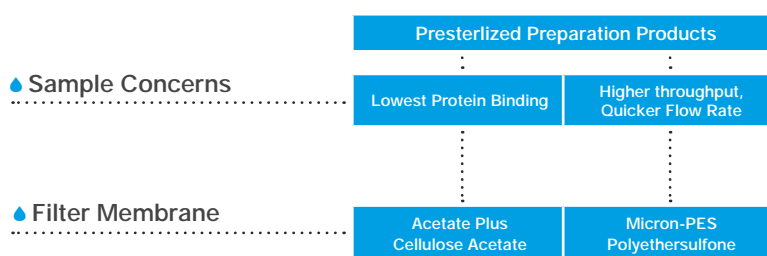 Presterlized Preparation Products
Sample Concerns
Lowest Protein Binding
Higher throughput,
Quicker Flow Rate
Filter Membrane
Acetate Plus
Cellulose Acetate
Micron-PES
Polyethersulfone